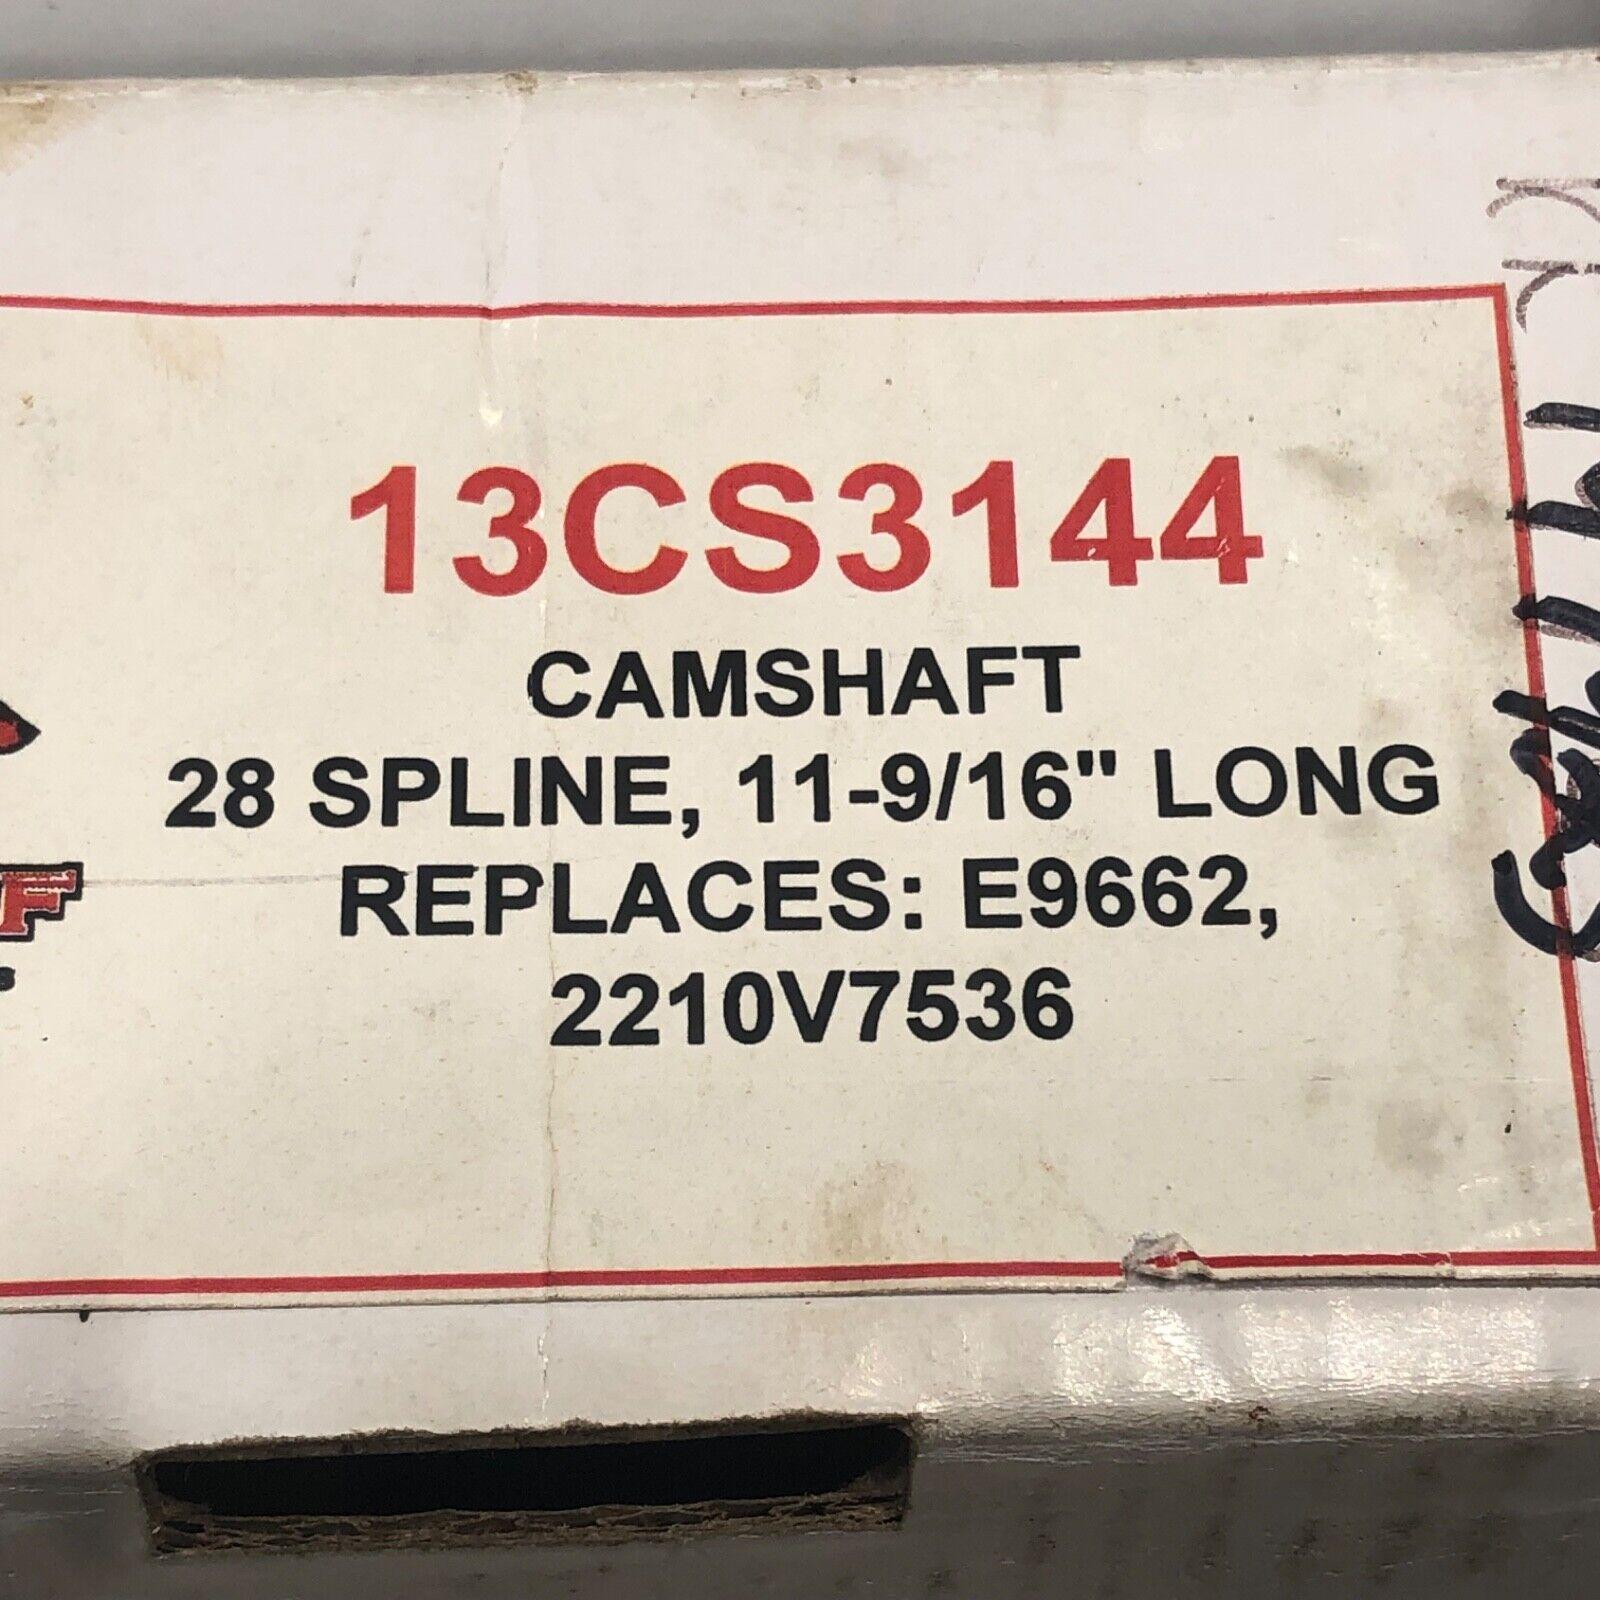 13CS3144
CAMSHAFT
28 SPLINE, 11-9/16" LONG
REPLACES: E9662,
2210V7536